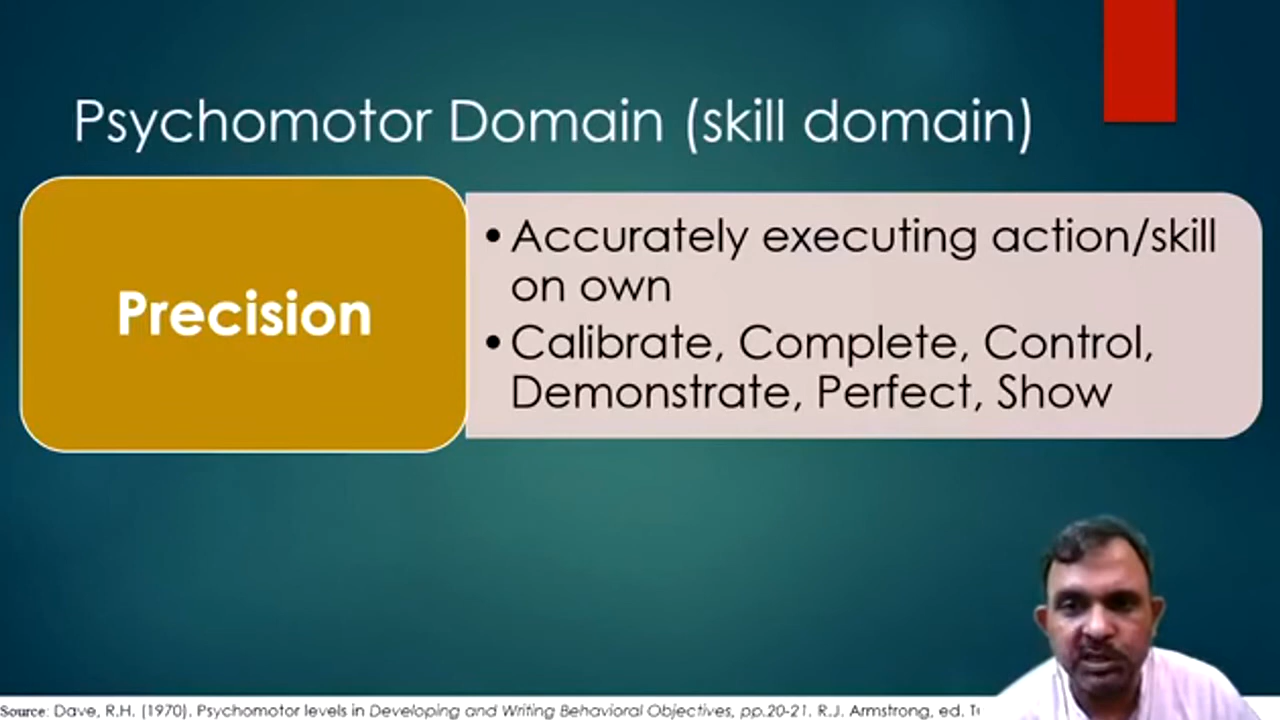 Psychomotor Domain (skill domain)
Precision
•Accurately executing action/skill
on own
•Calibrate, Complete, Control,
Demonstrate, Perfect, Show
Source: Dave, R.H. (1970). Psychomotor levels in Developing and Writing Behavioral Objectives, pp.20-21. R.J. Armstrong, ed.